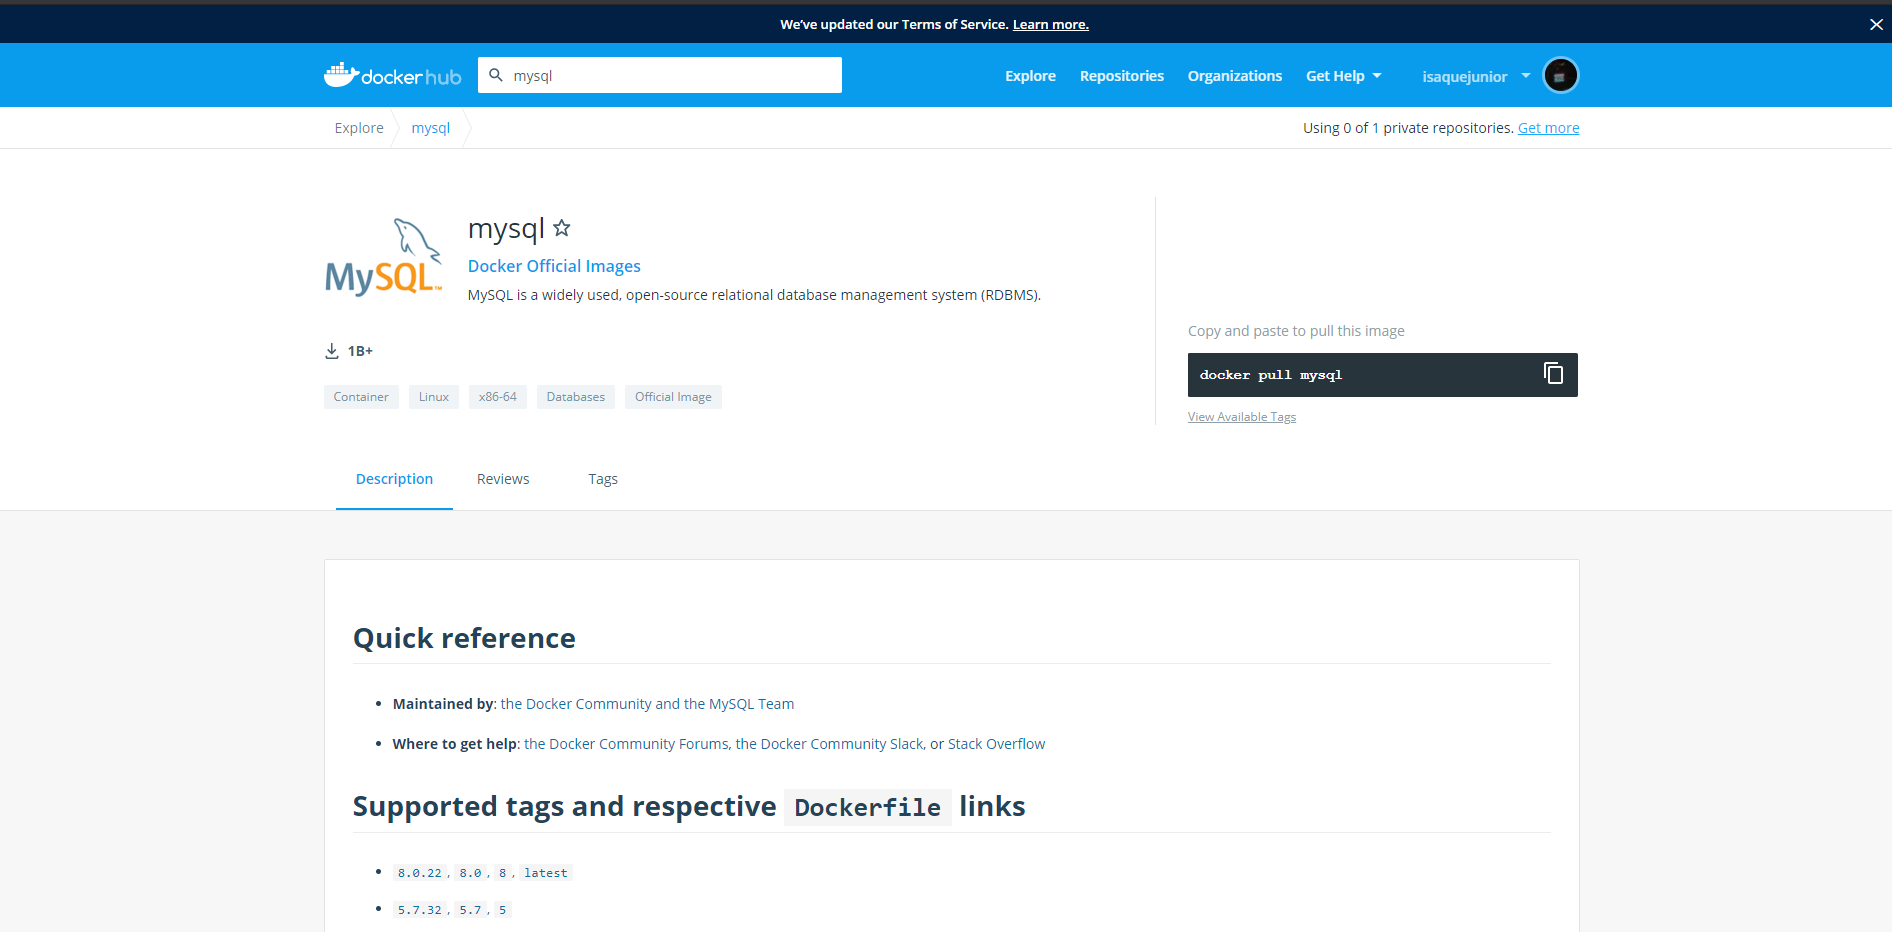 We've updated our Terms of Service. Learn more.
docker hub
mysql
Explore Repositories Organizations Get Help isaquejunior
Explore mysql
Using 0 of 1 private repositories. Get more
MySQL™
mysql
Docker Official Images
MySQL is a widely used, open-source relational database management system (RDBMS).
1B+
Container Linux x86-64 Databases Official Image
Copy and paste to pull this image
docker pull mysql
View Available Tags
Description Reviews Tags
Quick reference
• Maintained by: the Docker Community and the MySQL Team
• Where to get help: the Docker Community Forums, the Docker Community Slack, or Stack Overflow
Supported tags and respective Dockerfile links
• 8.0.22, 8.0, 8, latest
• 5.7.32, 5.7, 5